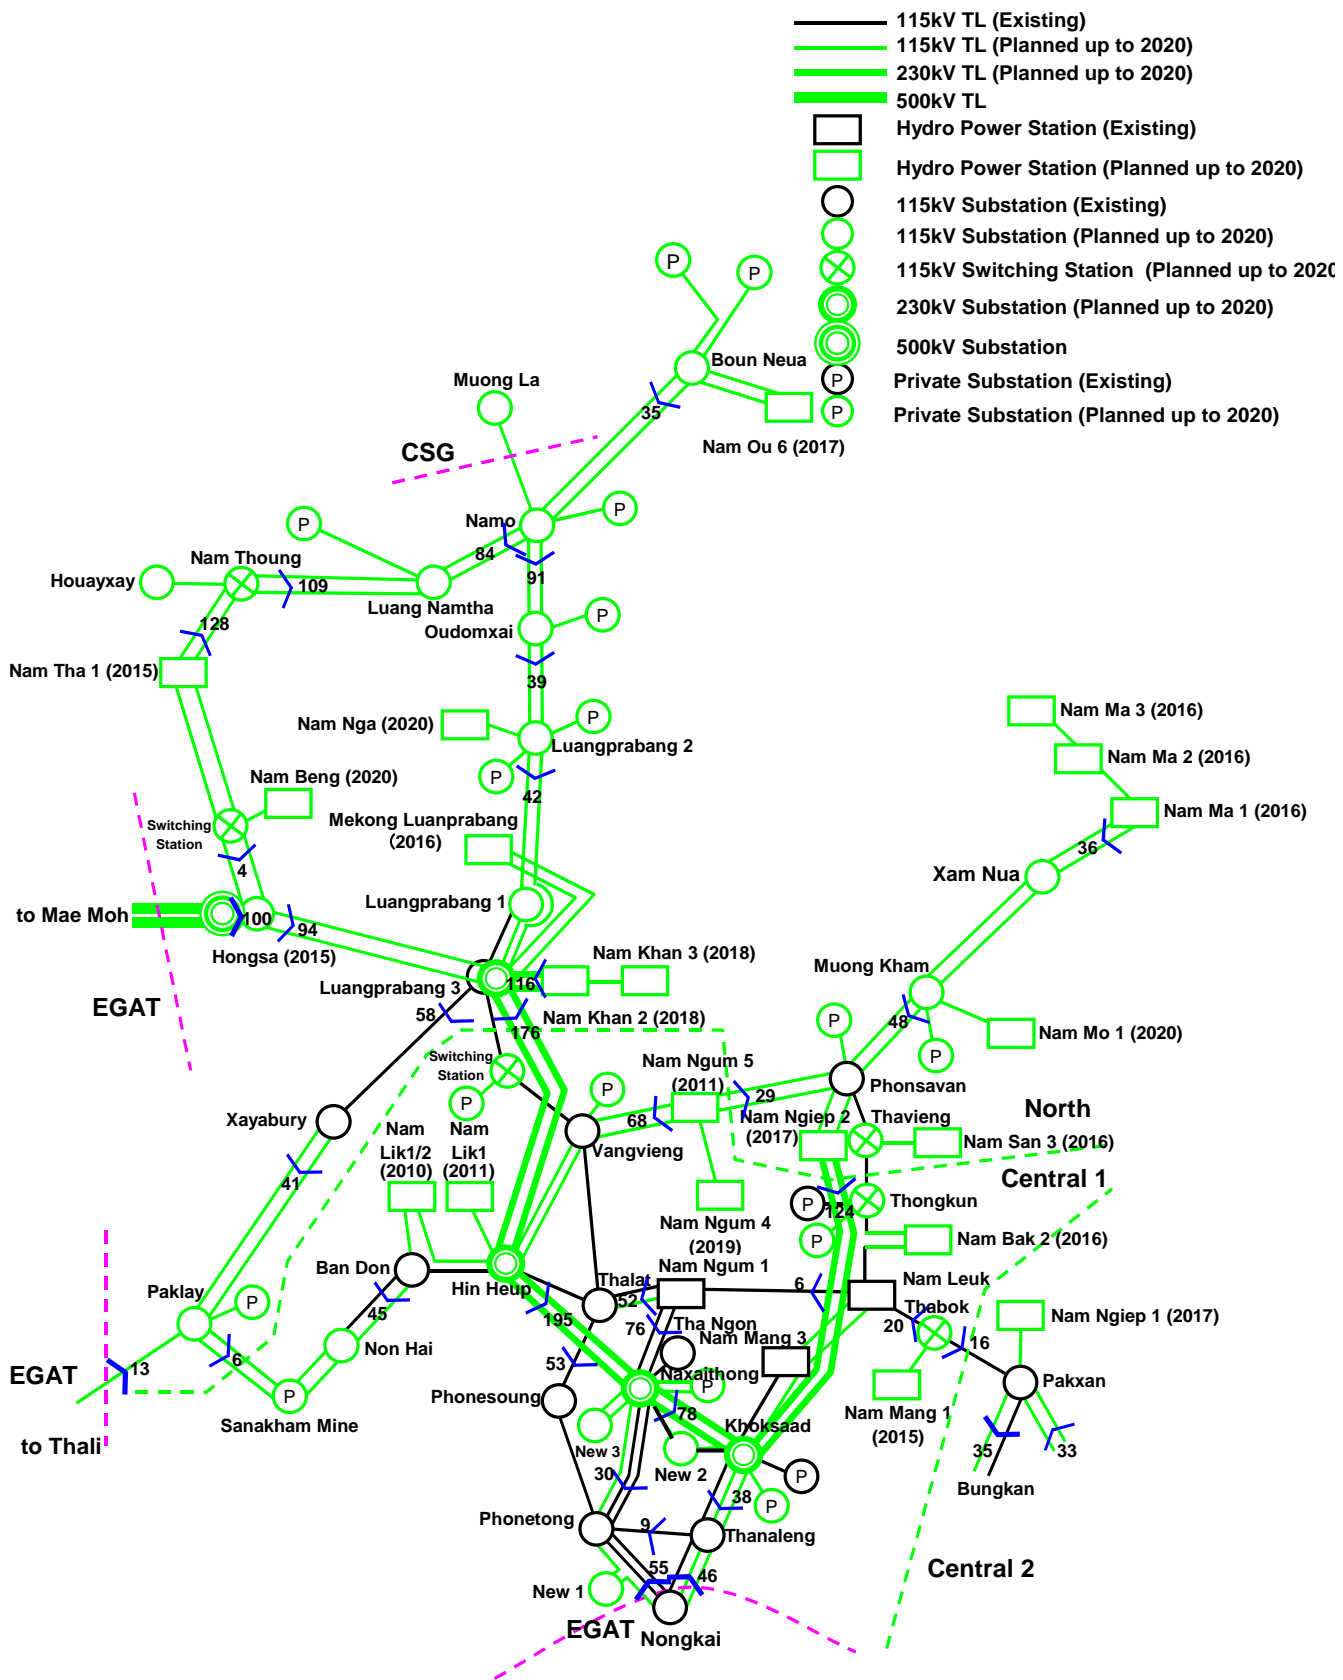 115kV TL (Existing)
115kV TL (Planned up to 2020)
230kV TL (Planned up to 2020)
500kV TL
Hydro Power Station (Existing)
Hydro Power Station (Planned up to 2020)
115kV Substation (Existing)
115kV Substation (Planned up to 2020)
115kV Switching Station (Planned up to 2020
230kV Substation (Planned up to 2020)
500kV Substation
P Private Substation (Existing)
P Private Substation (Planned up to 2020)
P
P
Boun Neua
Muong La
35
CSG
Nam Ou 6 (2017)
P
Namo
P
84
Nam Thoung
91
Houayxay
109
Luang Namtha
P
128
Oudomxai
Nam Tha 1 (2015)
39
Nam Nga (2020)
P
Luangprabang 2
Nam Ma 3 (2016)
Nam Ma 2 (2016)
Nam Beng (2020)
P
42
Mekong Luanprabang
(2016)
Nam Ma 1 (2016)
Switching
Station
36
4
Xam Nua
Luangprabang 1
to Mae Moh
100
94
Hongsa (2015)
Nam Khan 3 (2018)
Muong Kham
Luangprabang 3
116
EGAT
58
176
Nam Khan 2 (2018)
P
48
Nam Mo 1 (2020)
Switching
Station
Nam Ngum 5
(2011)
P
P
P
Phonsavan
29
Xayabury
68
Nam Ngiep 2
(2017)
Thavieng
North
Nam
Lik1/2
(2010)
Nam
Lik1
(2011)
Vangvieng
Nam San 3 (2016)
41
Central 1
Nam Ngum 4
(2019)
P
124
Thongkun
P
Nam Bak 2 (2016)
Ban Don
Hin Heup
Thalat
Nam Ngum 1
6
Nam Leuk
Paklay
P
45
195
52
76
Tha Ngon
20
Thabok
Nam Ngiep 1 (2017)
Non Hai
Nam Mang 3
16
EGAT
13
6
53
Naxaithong
P
Pakxan
P
Sanakham Mine
Phonesoung
78
Khoksaad
Nam Mang 1
(2015)
to Thali
New 3
New 2
35
33
30
P
Bungkan
38
P
Phonetong
9
Thanaleng
55
46
Central 2
New 1
EGAT
Nongkai